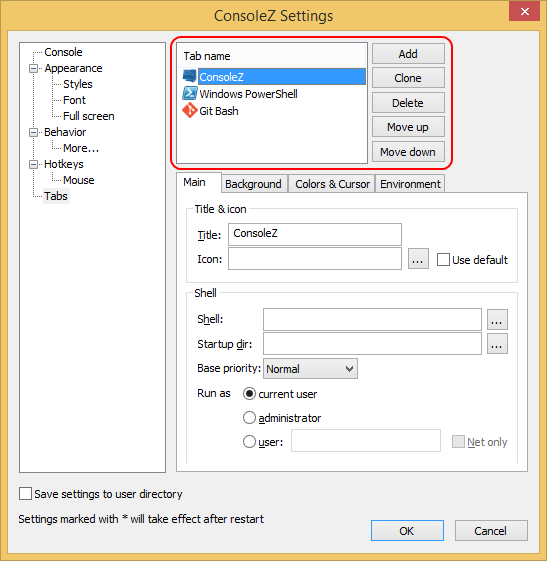 ConsoleZ Settings
Console
Appearance
Styles
Font
Full screen
Behavior
More...
Hotkeys
Mouse
Tabs
Tab name
ConsoleZ
Windows PowerShell
Git Bash
Add
Clone
Delete
Move up
Move down
Main Background Colors & Cursor Environment
Title & icon
Title: ConsoleZ
Icon: ... Use default
Shell
Shell: ...
Startup dir: ...
Base priority: Normal
Run as current user
administrator
user: Net only
Save settings to user directory
Settings marked with * will take effect after restart
OK Cancel